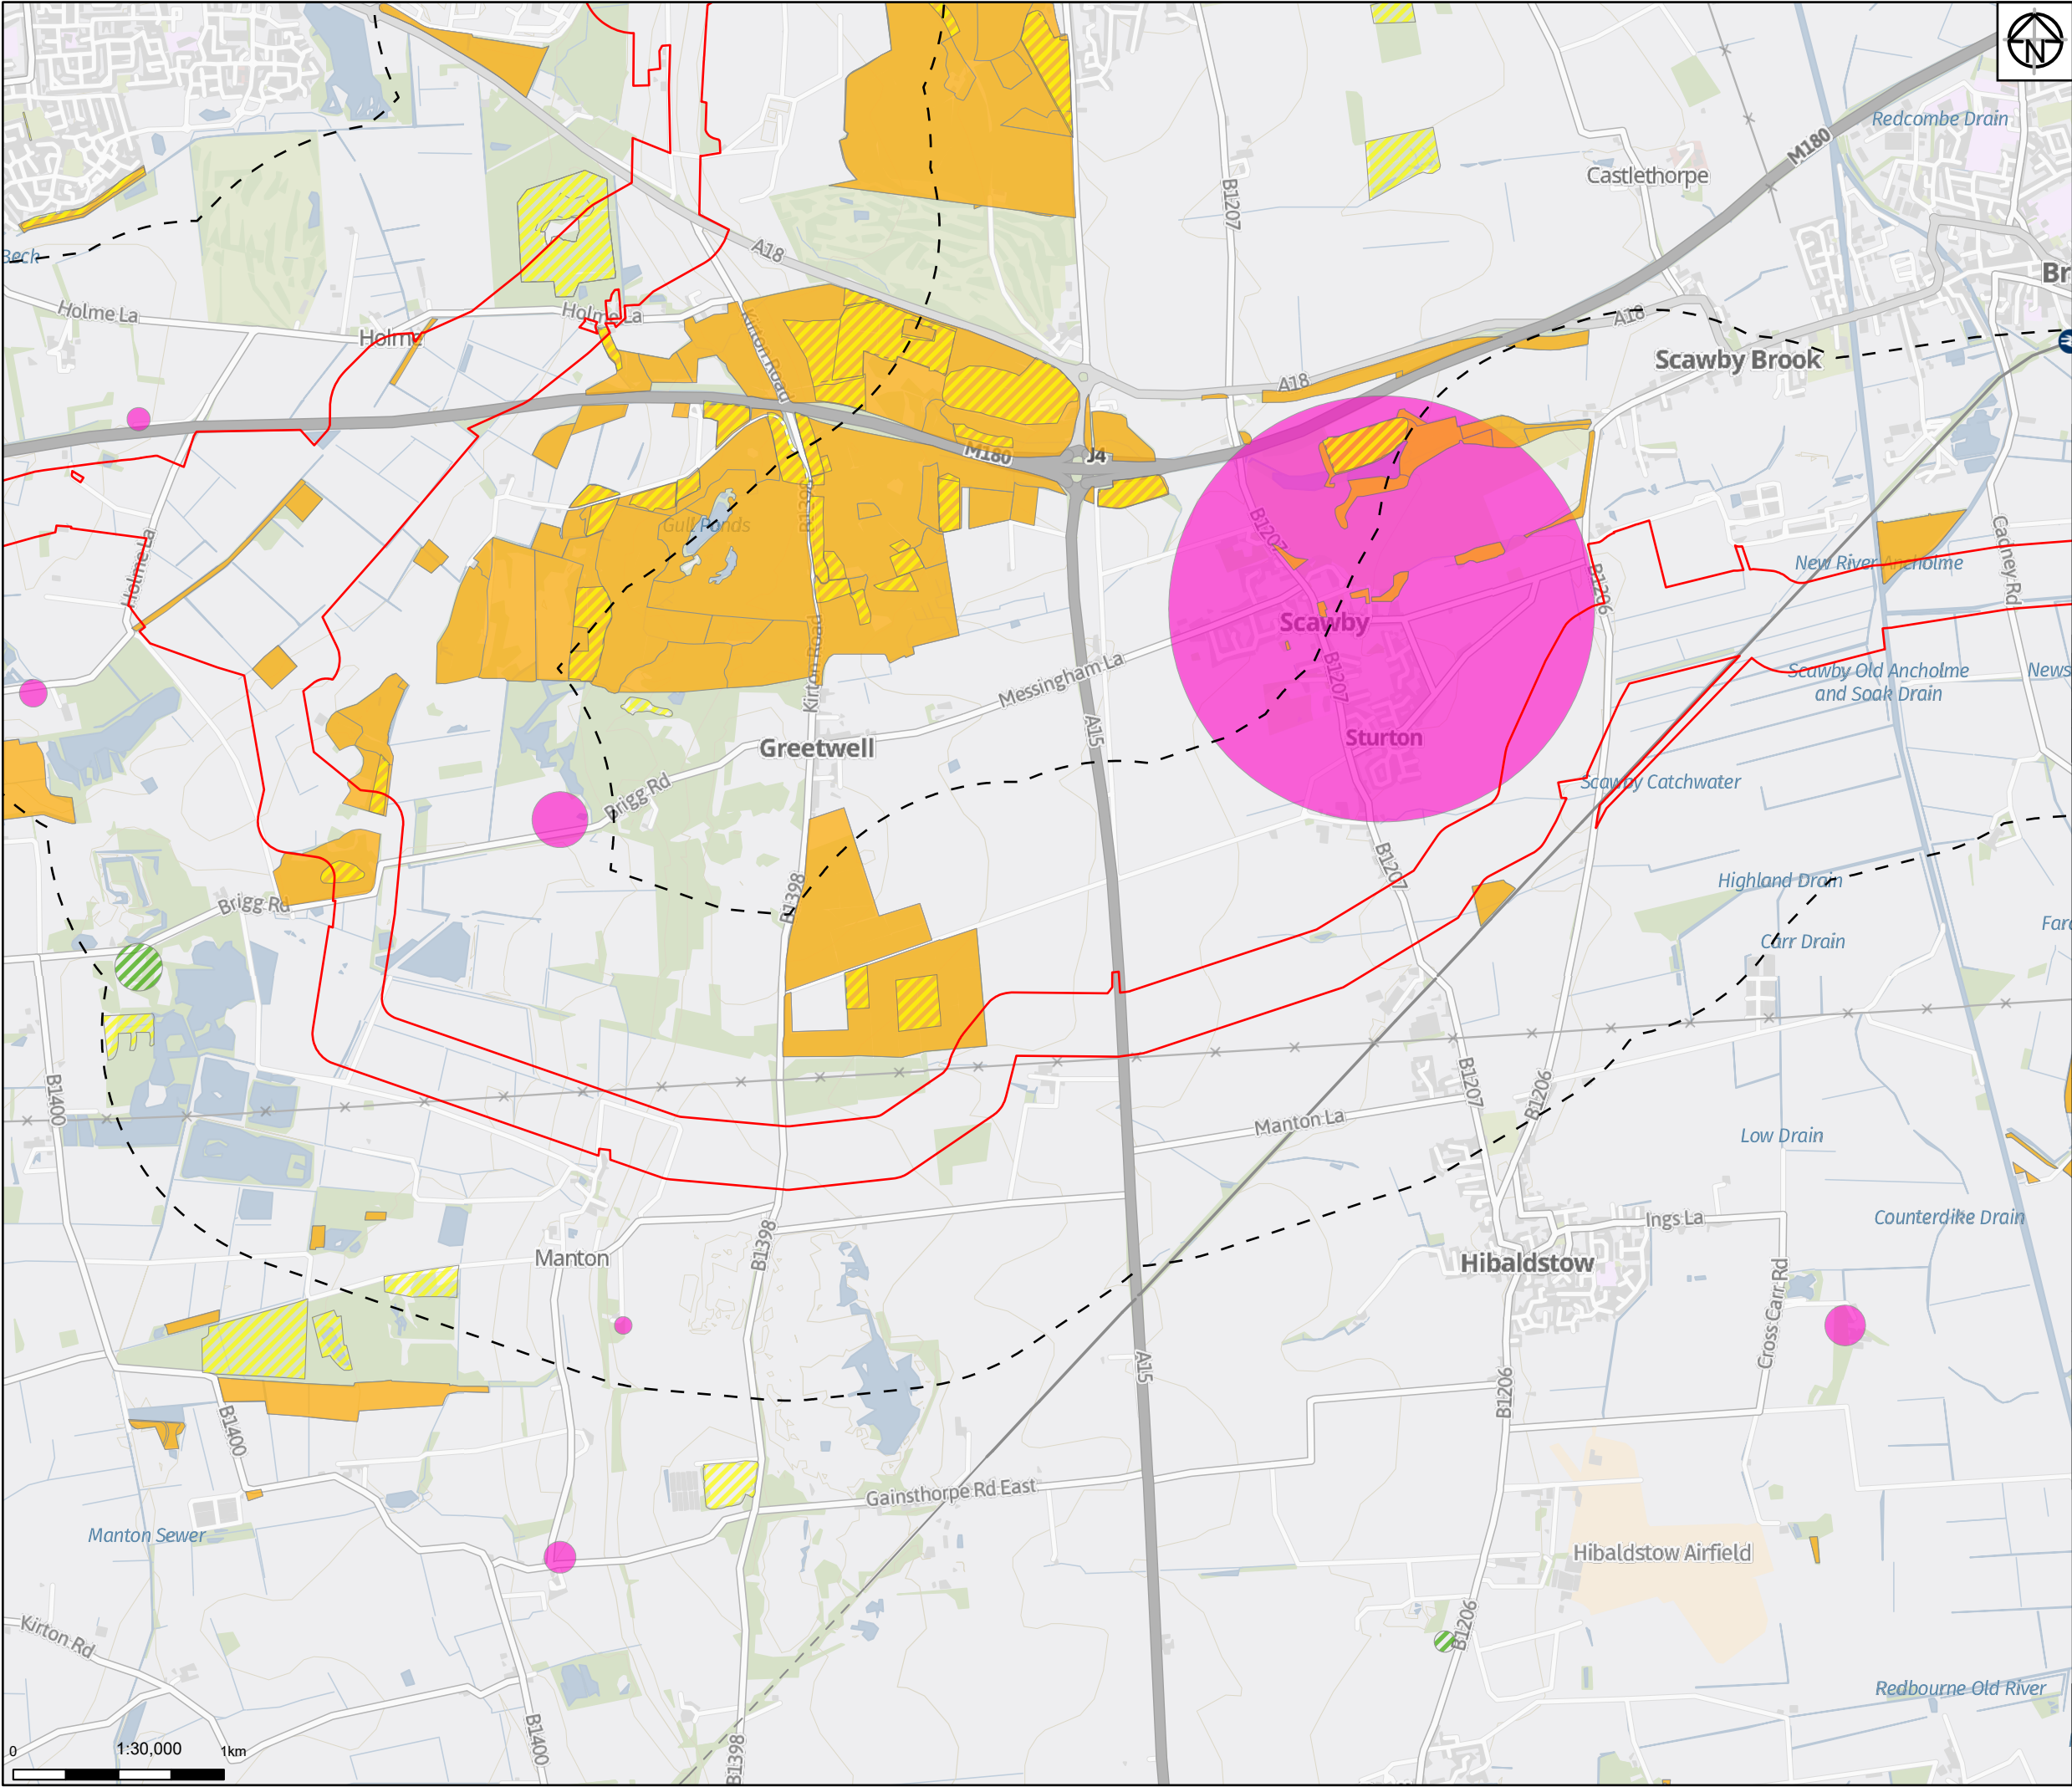 N
Redcombe Drain
M180
Castlethorpe
B1207
Bech
A18
Br
Holme La
Holme La
Holme
Kirton Road
A18
Scawby Brook
A18
M180
J4
B1398
Gull Ponds
B1207
Cadney Rd
New River Ancholme
Holme La
B1206
Scawby
Kirton Road
Messingham La
B1207
Scawby Old Ancholme
and Soak Drain
News
A15
Sturton
Greetwell
Scawby Catchwater
Brigg Rd
B1207
Highland Drain
B1398
Brigg Rd
Farc
Carr Drain
B1400
B1207
B1206
Manton La
Low Drain
Counterdike Drain
Ings La
B1398
Manton
Hibaldstow
Cross Carr Rd
A15
B1206
B1400
Gainsthorpe Rd East
Manton Sewer
Hibaldstow Airfield
Kirton Rd
B1206
Redbourne Old River
B1400
B1398
0
1:30,000
1km